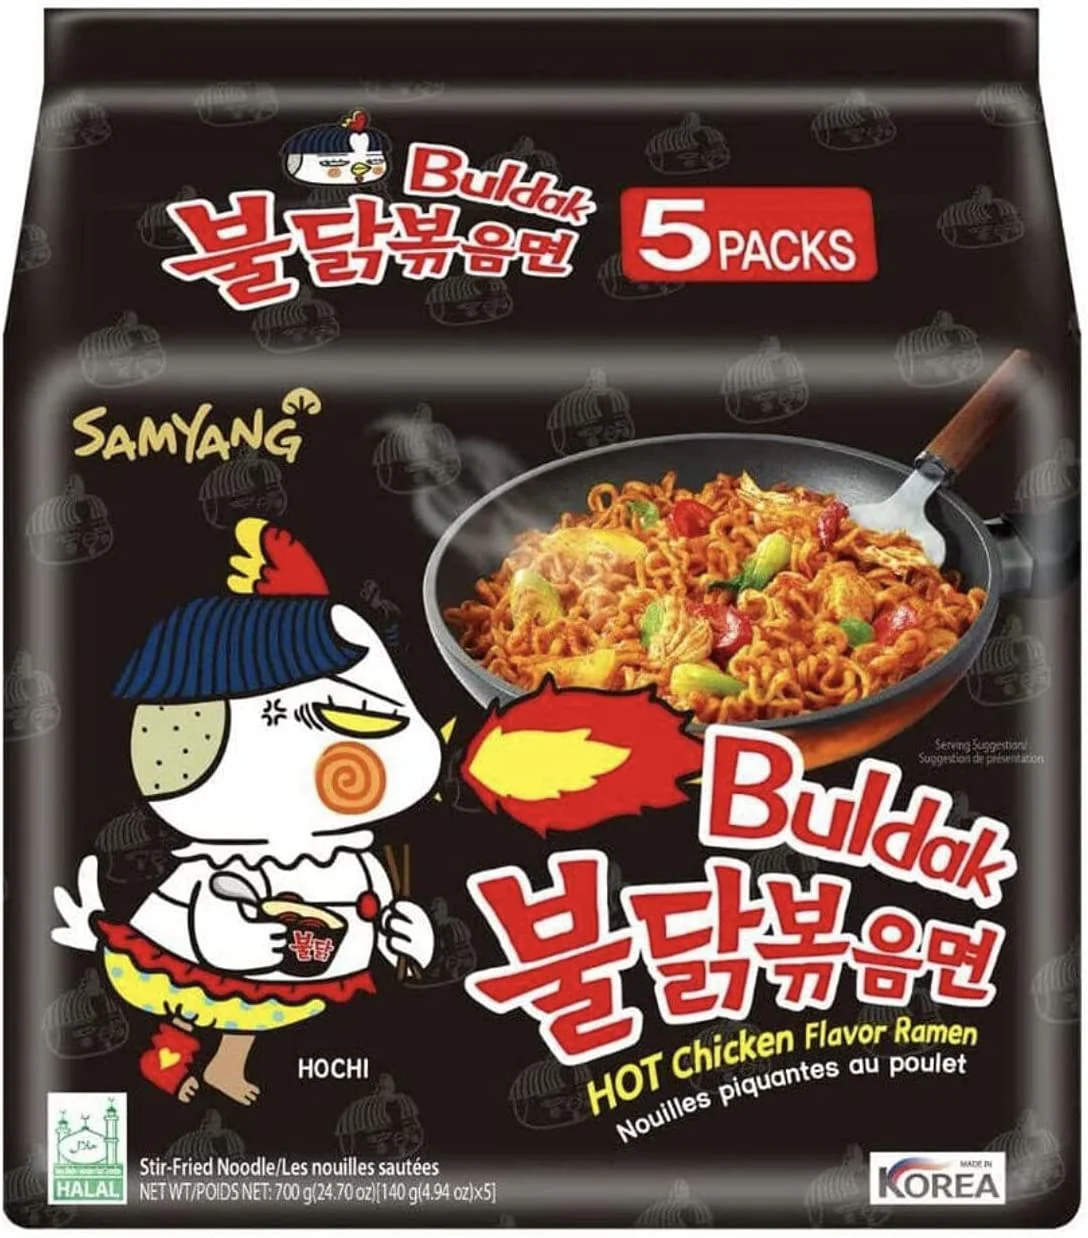 Buldak
불닭볶음면
5PACKS
SAMYANG
Serving Suggestion/
Suggestion de présentation
Buldak
불닭볶음면
불닭
HOT Chicken Flavor Ramen
Nouilles piquantes au poulet
HOCHI
HALAL
Stir-Fried Noodle/Les nouilles sautées
NET WT/POIDS NET: 700 g(24.70 oz)[140 g(4.94 oz)x5]
MADE IN
KOREA